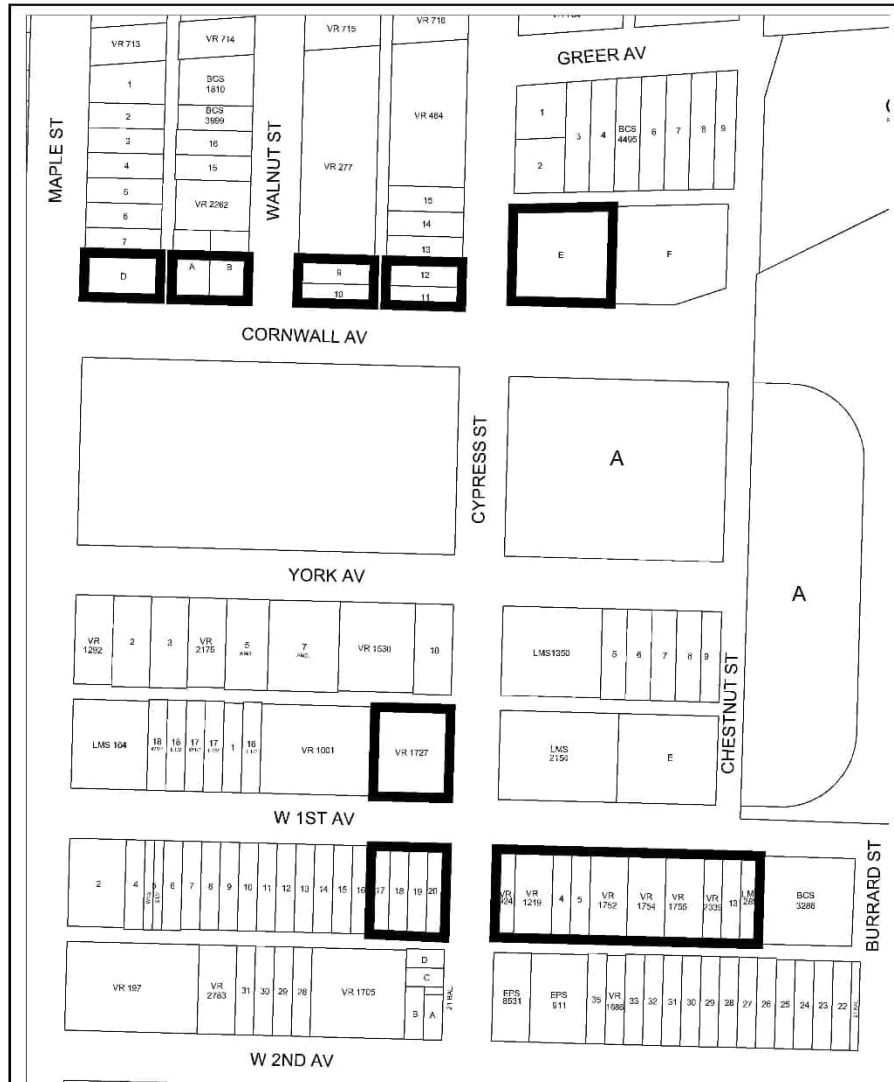 VR 713
VR 714
VR 715
VR 716
GREER AV
MAPLE ST
WALNUT ST
1
2
3
4
5
6
7
D
BCS
1810
BCS
3999
16
15
VR 2262
A
B
VR 277
9
10
VR 464
15
14
13
12
11
1
2
3
4
BCS
4495
6
7
8
9
E
F
CORNWALL AV
CYPRESS ST
A
A
YORK AV
VR
1292
2
3
VR
2175
5
7
VR 1530
10
LMS1350
5
6
7
8
9
CHESTNUT ST
LMS 164
18
18
17
17
1
16
VR 1001
VR 1727
LMS
2150
E
W 1ST AV
BURRARD ST
2
4
5
6
7
8
9
10
11
12
13
14
15
16
17
18
19
20
VR
924
VR
1219
4
5
VR
1752
VR
1754
VR
1755
VR
2339
13
BCS
3286
VR 197
VR
2783
31
30
29
28
VR 1705
D
C
B
A
21 BAL
EPS
8531
EPS
911
35
VR
1686
33
32
31
30
29
28
27
26
25
24
23
22
W 2ND AV